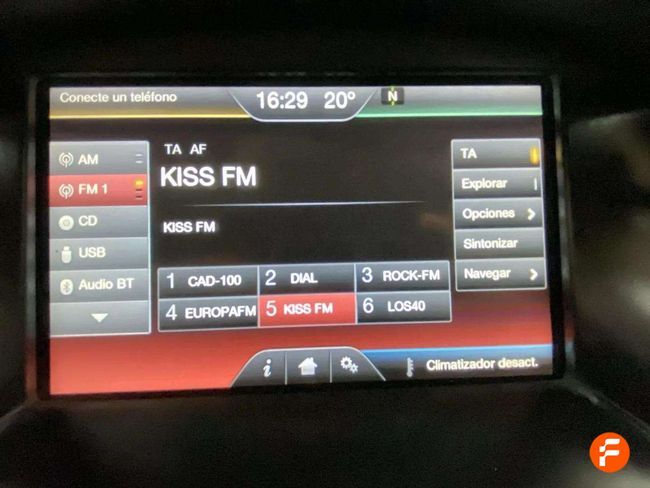 Conecte un teléfono
16:29 20° N
AM
FM 1
CD
USB
Audio BT
TA AF
KISS FM
KISS FM
1 CAD-100
2 DIAL
3 ROCK-FM
4 EUROPAFM
5 KISS FM
6 LOS40
TA
Explorar
Opciones
Sintonizar
Navegar
i
Climatizador desact.
F